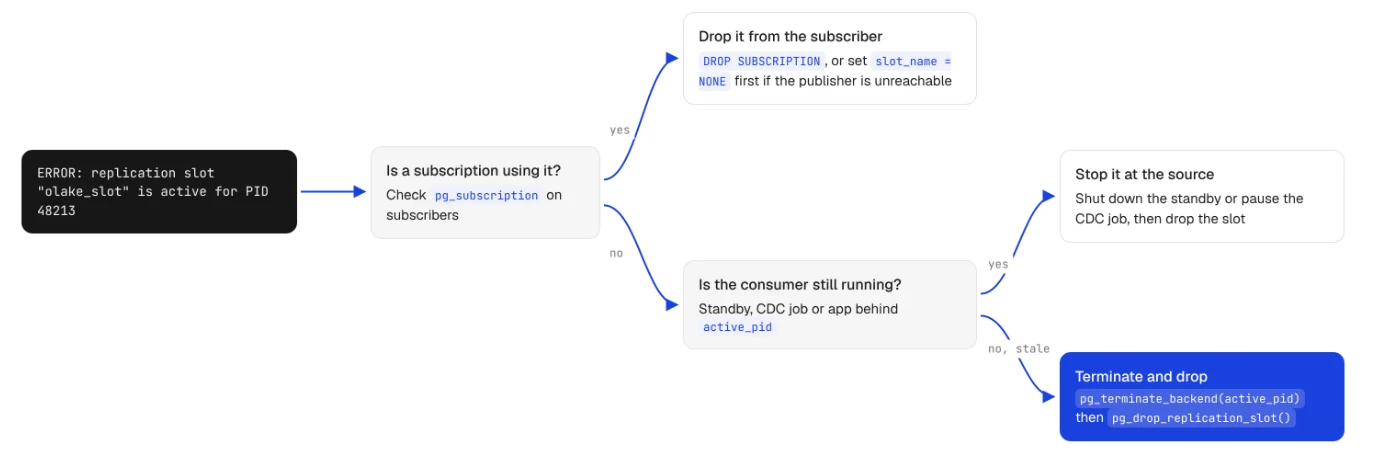 ERROR: replication slot
"olake_slot" is active for PID
48213
Is a subscription using it?
Check pg_subscription on
subscribers
yes
no
Drop it from the subscriber
DROP SUBSCRIPTION, or set slot_name =
NONE first if the publisher is unreachable
Is the consumer still running?
Standby, CDC job or app behind
active_pid
yes
no, stale
Stop it at the source
Shut down the standby or pause the
CDC job, then drop the slot
Terminate and drop
pg_terminate_backend(active_pid)
then pg_drop_replication_slot()